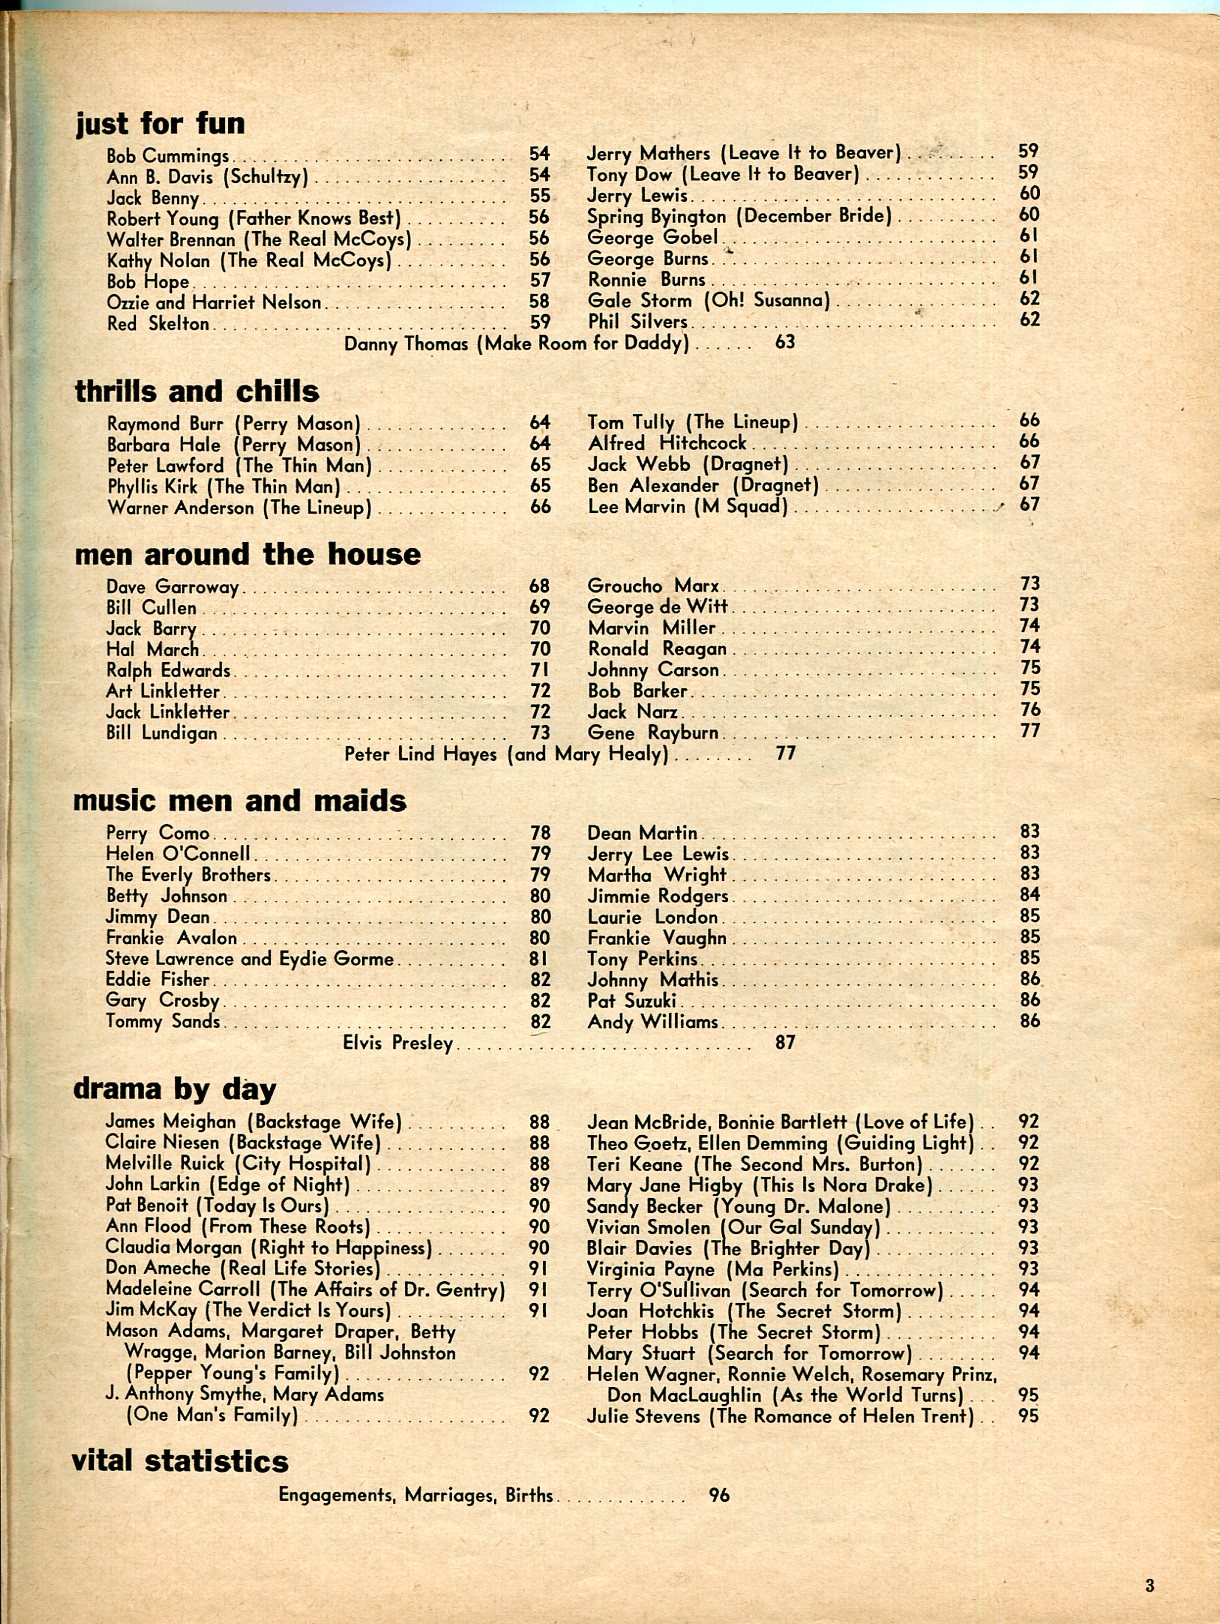 just for fun
Bob Cummings 54
Ann B. Davis (Schultzy) 54
Jack Benny 55
Robert Young (Father Knows Best) 56
Walter Brennan (The Real McCoys) 56
Kathy Nolan (The Real McCoys) 56
Bob Hope 57
Ozzie and Harriet Nelson 58
Red Skelton 59
Jerry Mathers (Leave It to Beaver) 59
Tony Dow (Leave It to Beaver) 59
Jerry Lewis 60
Spring Byington (December Bride) 60
George Gobel 61
George Burns 61
Ronnie Burns 61
Gale Storm (Oh! Susanna) 62
Phil Silvers 62
Danny Thomas (Make Room for Daddy) 63
thrills and chills
Raymond Burr (Perry Mason) 64
Barbara Hale (Perry Mason) 64
Peter Lawford (The Thin Man) 65
Phyllis Kirk (The Thin Man) 65
Warner Anderson (The Lineup) 66
Tom Tully (The Lineup) 66
Alfred Hitchcock 66
Jack Webb (Dragnet) 67
Ben Alexander (Dragnet) 67
Lee Marvin (M Squad) 67
men around the house
Dave Garroway 68
Bill Cullen 69
Jack Barry 70
Hal March 70
Ralph Edwards 71
Art Linkletter 72
Jack Linkletter 72
Bill Lundigan 73
Groucho Marx 73
George de Witt 73
Marvin Miller 74
Ronald Reagan 74
Johnny Carson 75
Bob Barker 75
Jack Narz 76
Gene Rayburn 77
Peter Lind Hayes (and Mary Healy) 77
music men and maids
Perry Como 78
Helen O'Connell 79
The Everly Brothers 79
Betty Johnson 80
Jimmy Dean 80
Frankie Avalon 80
Steve Lawrence and Eydie Gorme 81
Eddie Fisher 82
Gary Crosby 82
Tommy Sands 82
Dean Martin 83
Jerry Lee Lewis 83
Martha Wright 83
Jimmie Rodgers 84
Laurie London 85
Frankie Vaughn 85
Tony Perkins 85
Johnny Mathis 86
Pat Suzuki 86
Andy Williams 86
Elvis Presley 87
drama by day
James Meighan (Backstage Wife) 88
Claire Niesen (Backstage Wife) 88
Melville Ruick (City Hospital) 88
John Larkin (Edge of Night) 89
Pat Benoit (Today Is Ours) 90
Ann Flood (From These Roots) 90
Claudia Morgan (Right to Happiness) 90
Don Ameche (Real Life Stories) 91
Madeleine Carroll (The Affairs of Dr. Gentry) 91
Jim McKay (The Verdict Is Yours) 91
Mason Adams, Margaret Draper, Betty
Wragge, Marion Barney, Bill Johnston
(Pepper Young's Family) 92
J. Anthony Smythe, Mary Adams
(One Man's Family) 92
Jean McBride, Bonnie Bartlett (Love of Life) 92
Theo Goetz, Ellen Demming (Guiding Light) 92
Teri Keane (The Second Mrs. Burton) 92
Mary Jane Higby (This Is Nora Drake) 93
Sandy Becker (Young Dr. Malone) 93
Vivian Smolen (Our Gal Sunday) 93
Blair Davies (The Brighter Day) 93
Virginia Payne (Ma Perkins) 93
Terry O'Sullivan (Search for Tomorrow) 94
Joan Hotchkis (The Secret Storm) 94
Peter Hobbs (The Secret Storm) 94
Mary Stuart (Search for Tomorrow) 94
Helen Wagner, Ronnie Welch, Rosemary Prinz,
Don MacLaughlin (As the World Turns) 95
Julie Stevens (The Romance of Helen Trent) 95
vital statistics
Engagements, Marriages, Births 96
3